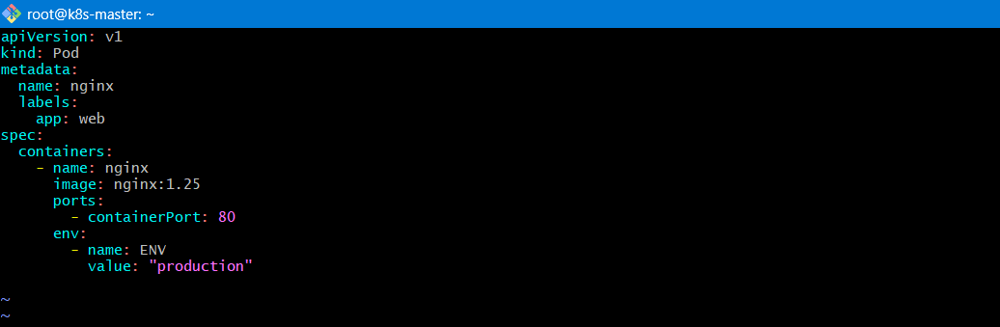 root@k8s-master: ~
apiVersion: v1
kind: Pod
metadata:
  name: nginx
  labels:
    app: web
spec:
  containers:
    - name: nginx
      image: nginx:1.25
      ports:
        - containerPort: 80
      env:
        - name: ENV
          value: "production"

~
~